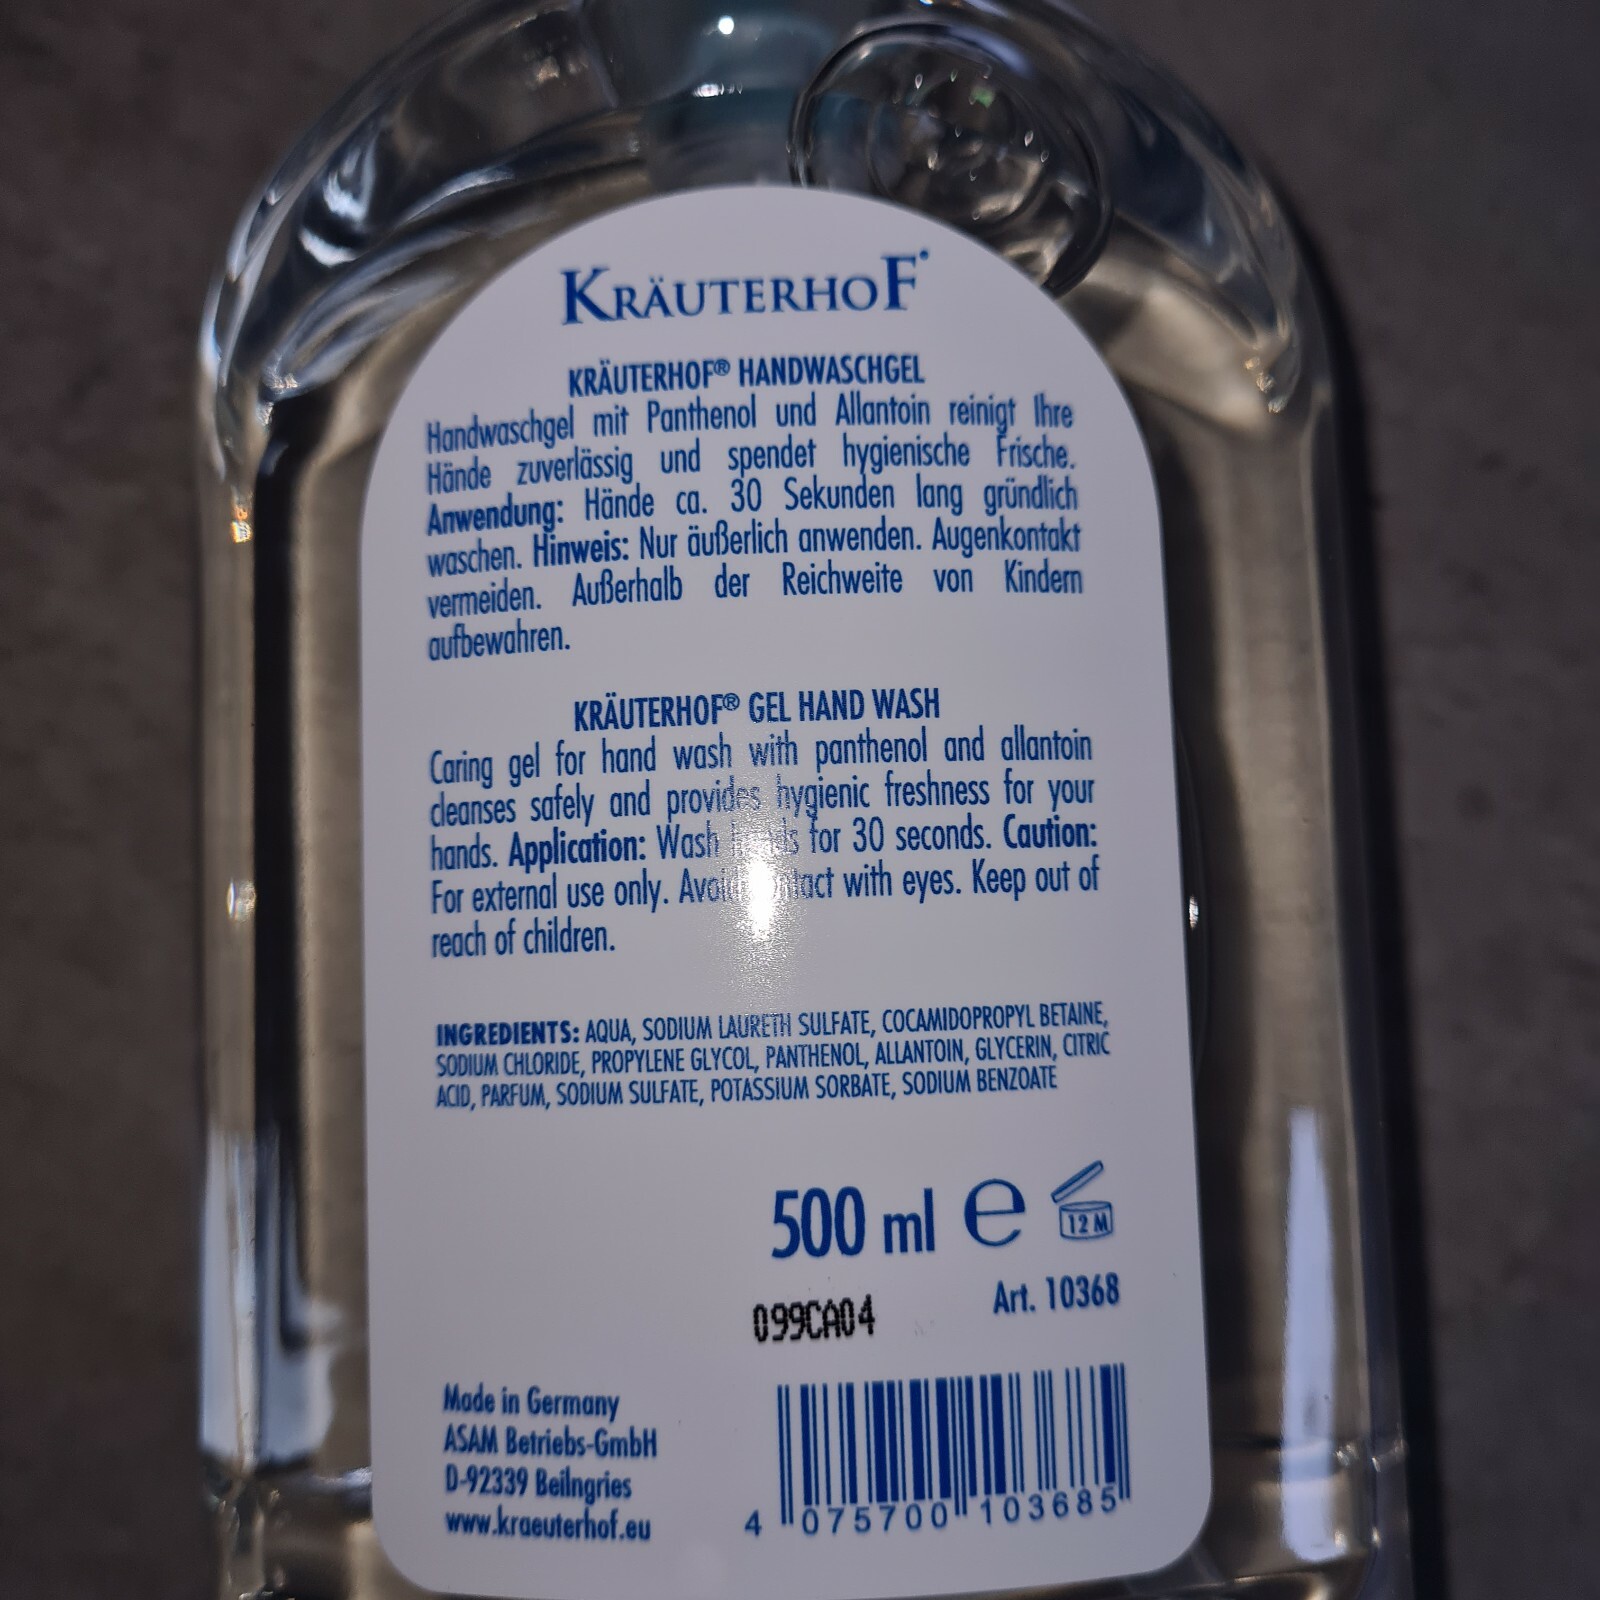 KRÄUTERHOF®
KRÄUTERHOF® HANDWASCHGEL
Handwaschgel mit Panthenol und Allantoin reinigt Ihre
Hände zuverlässig und spendet hygienische Frische.
Anwendung: Hände ca. 30 Sekunden lang gründlich
waschen. Hinweis: Nur äußerlich anwenden. Augenkontakt
vermeiden. Außerhalb der Reichweite von Kindern
aufbewahren.
KRÄUTERHOF® GEL HAND WASH
Caring gel for hand wash with panthenol and allantoin
cleanses safely and provides hygienic freshness for your
hands. Application: Wash hands for 30 seconds. Caution:
For external use only. Avoid contact with eyes. Keep out of
reach of children.
INGREDIENTS: AQUA, SODIUM LAURETH SULFATE, COCAMIDOPROPYL BETAINE,
SODIUM CHLORIDE, PROPYLENE GLYCOL, PANTHENOL, ALLANTOIN, GLYCERIN, CITRIC
ACID, PARFUM, SODIUM SULFATE, POTASSIUM SORBATE, SODIUM BENZOATE
500 ml e 12 M
099CA04 Art. 10368
Made in Germany
ASAM Betriebs-GmbH
D-92339 Beilngries
www.kraeuterhof.eu
4 075700 103685